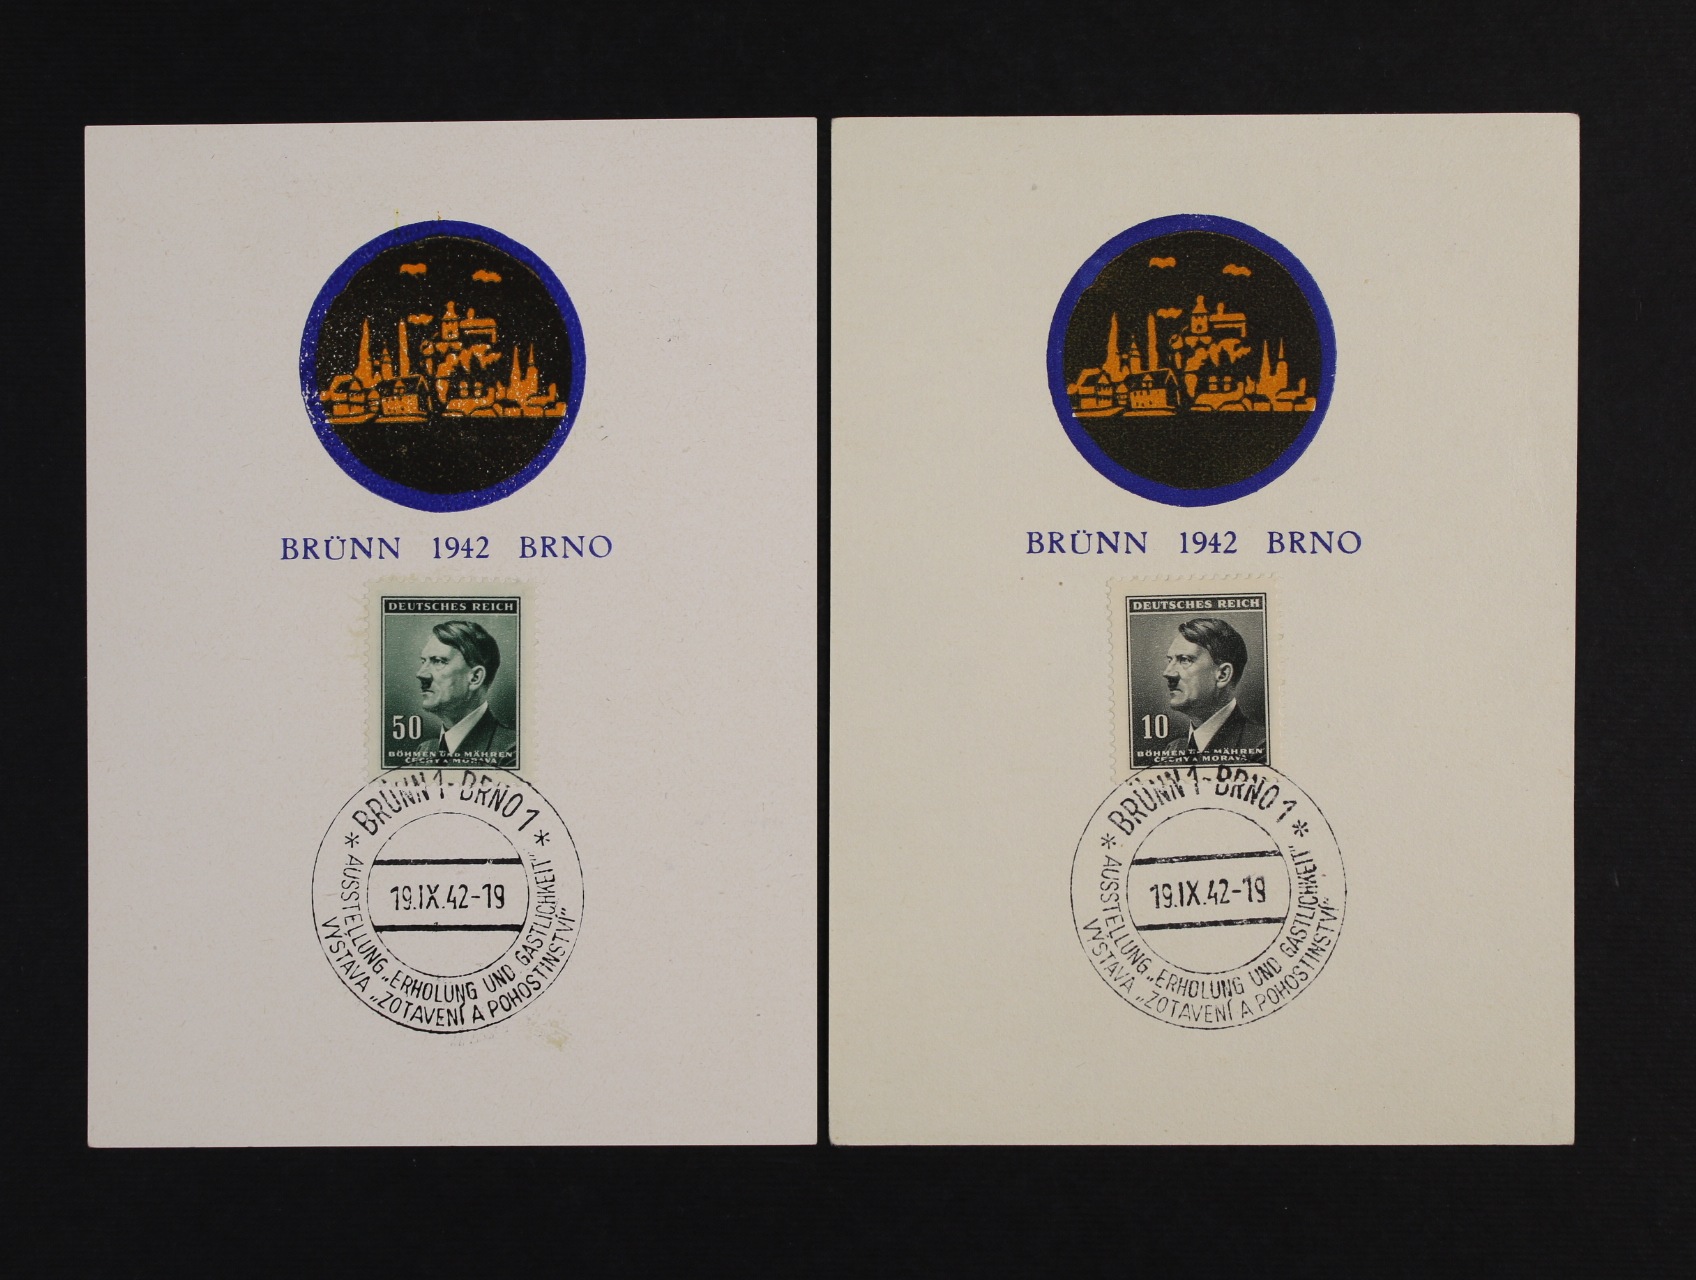 BRÜNN 1942 BRNO
DEUTSCHES REICH
50
BÖHMEN UND MÄHREN
ČECHY A MORAVA
BRÜNN 1 - BRNO 1
* *
19.IX.42-19
AUSSTELLUNG „ERHOLUNG UND GASTLICHKEIT"
VÝSTAVA „ZOTAVENÍ A POHOSTINSTVÍ"
BRÜNN 1942 BRNO
DEUTSCHES REICH
10
BÖHMEN UND MÄHREN
ČECHY A MORAVA
BRÜNN 1 - BRNO 1
* *
19.IX.42-19
AUSSTELLUNG „ERHOLUNG UND GASTLICHKEIT"
VÝSTAVA „ZOTAVENÍ A POHOSTINSTVÍ"